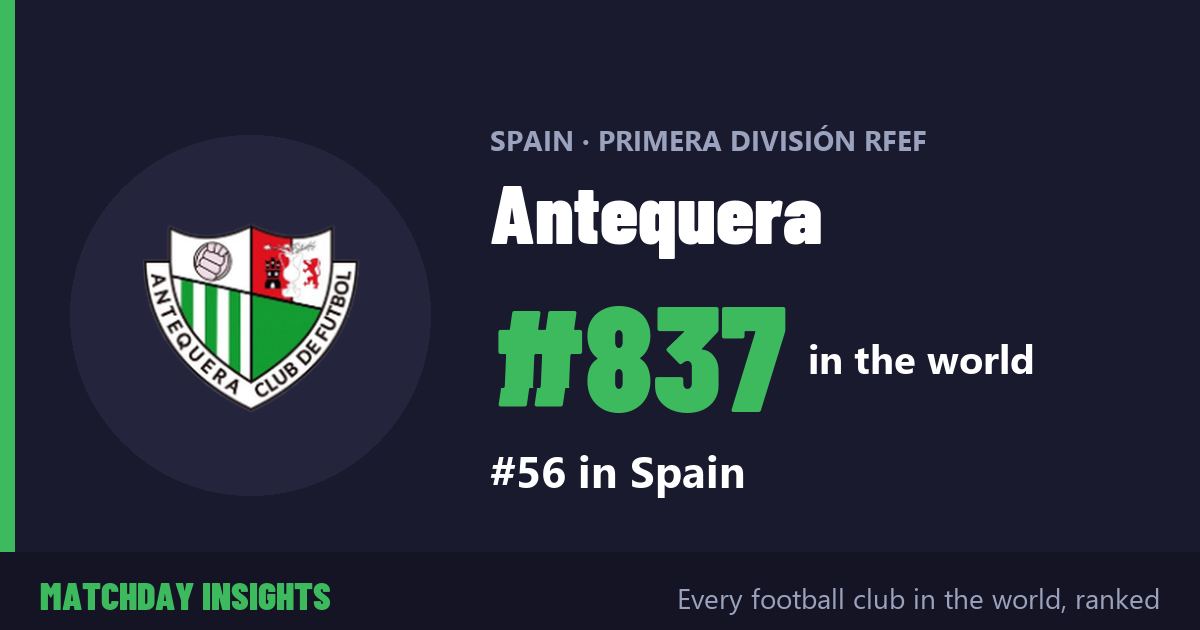 SPAIN · PRIMERA DIVISIÓN RFEF
Antequera
#837 in the world
#56 in Spain
ANTEQUERA CLUB DE FUTBOL
MATCHDAY INSIGHTS
Every football club in the world, ranked